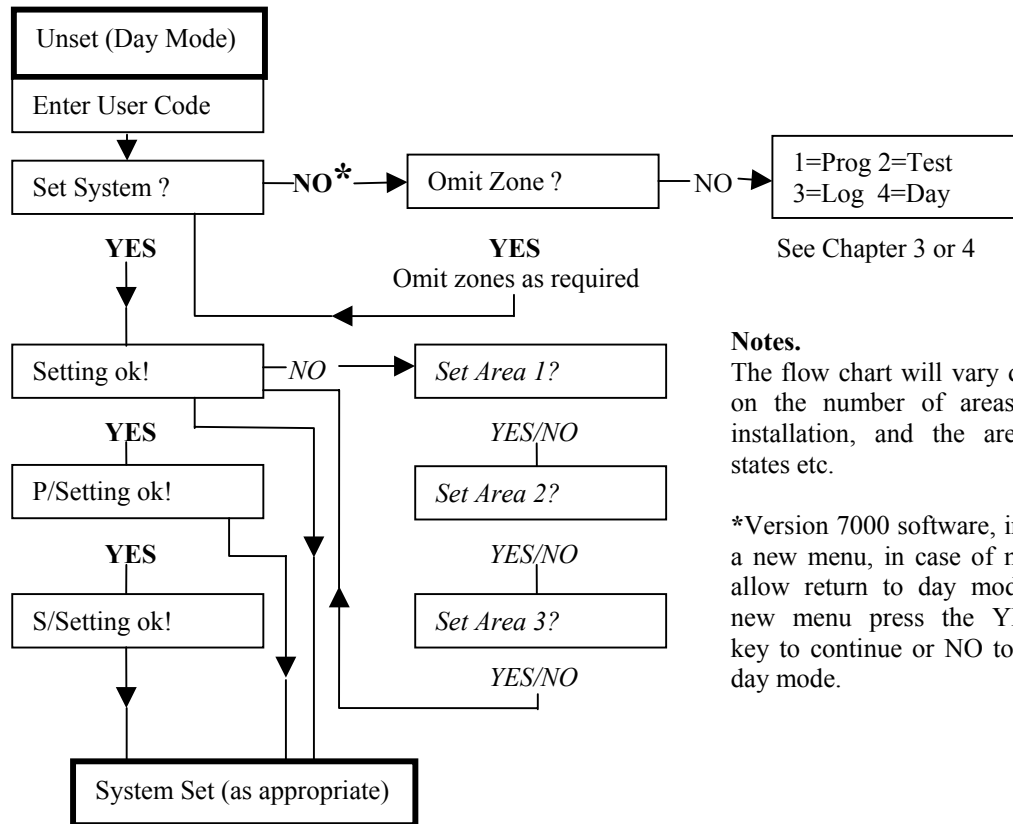 Unset (Day Mode)
Enter User Code
Set System ?
NO*
Omit Zone ?
NO
1=Prog 2=Test
3=Log 4=Day
YES
YES
See Chapter 3 or 4
Omit zones as required
Setting ok!
NO
Set Area 1?
YES
YES/NO
P/Setting ok!
Set Area 2?
YES
YES/NO
S/Setting ok!
Set Area 3?
YES/NO
System Set (as appropriate)
Notes.
The flow chart will vary
on the number of areas
installation, and the
states etc.
*Version 7000 software,
a new menu, in case of
allow return to day
new menu press the
key to continue or NO to
day mode.